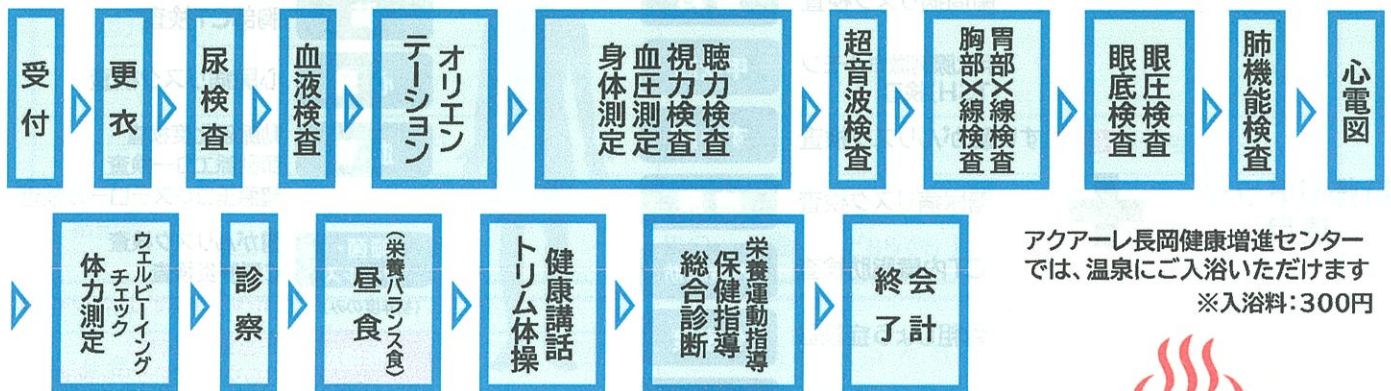 受付
更衣
尿検査
血液検査
オリエン
テーション
聴力検査
視力検査
血圧測定
身体測定
超音波検査
胃部X線検査
胸部X線検査
眼圧検査
眼底検査
肺機能検査
心電図
ウェルビーイング
チェック
体力測定
診察
(栄養バランス食)
昼食
健康講話
トリム体操
栄養運動指導
保健指導
総合診断
会計
終了
アクアーレ長岡健康増進センター
では、温泉にご入浴いただけます
※入浴料:300円